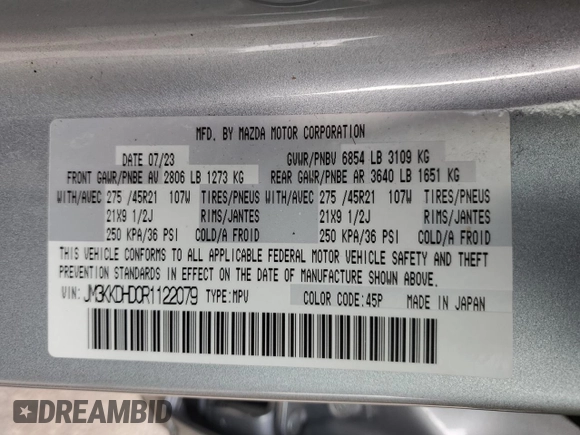 MFD. BY MAZDA MOTOR CORPORATION
DATE 07/23 GVWR/PNBV 6854 LB 3109 KG
FRONT GAWR/PNBE AV 2806 LB 1273 KG REAR GAWR/PNBE AR 3640 LB 1651 KG
WITH/AVEC 275 /45R21 107W TIRES/PNEUS WITH/AVEC 275 /45R21 107W TIRES/PNEUS
21X9 1/2J RIMS/JANTES 21X9 1/2J RIMS/JANTES
250 KPA/36 PSI COLD/A FROID 250 KPA/36 PSI COLD/A FROID
THIS VEHICLE CONFORMS TO ALL APPLICABLE FEDERAL MOTOR VEHICLE SAFETY AND THEFT
PREVENTION STANDARDS IN EFFECT ON THE DATE OF MANUFACTURE SHOWN ABOVE.
VIN: JM3KKDHD0R1122079 TYPE:MPV COLOR CODE:45P MADE IN JAPAN
DREAMBID